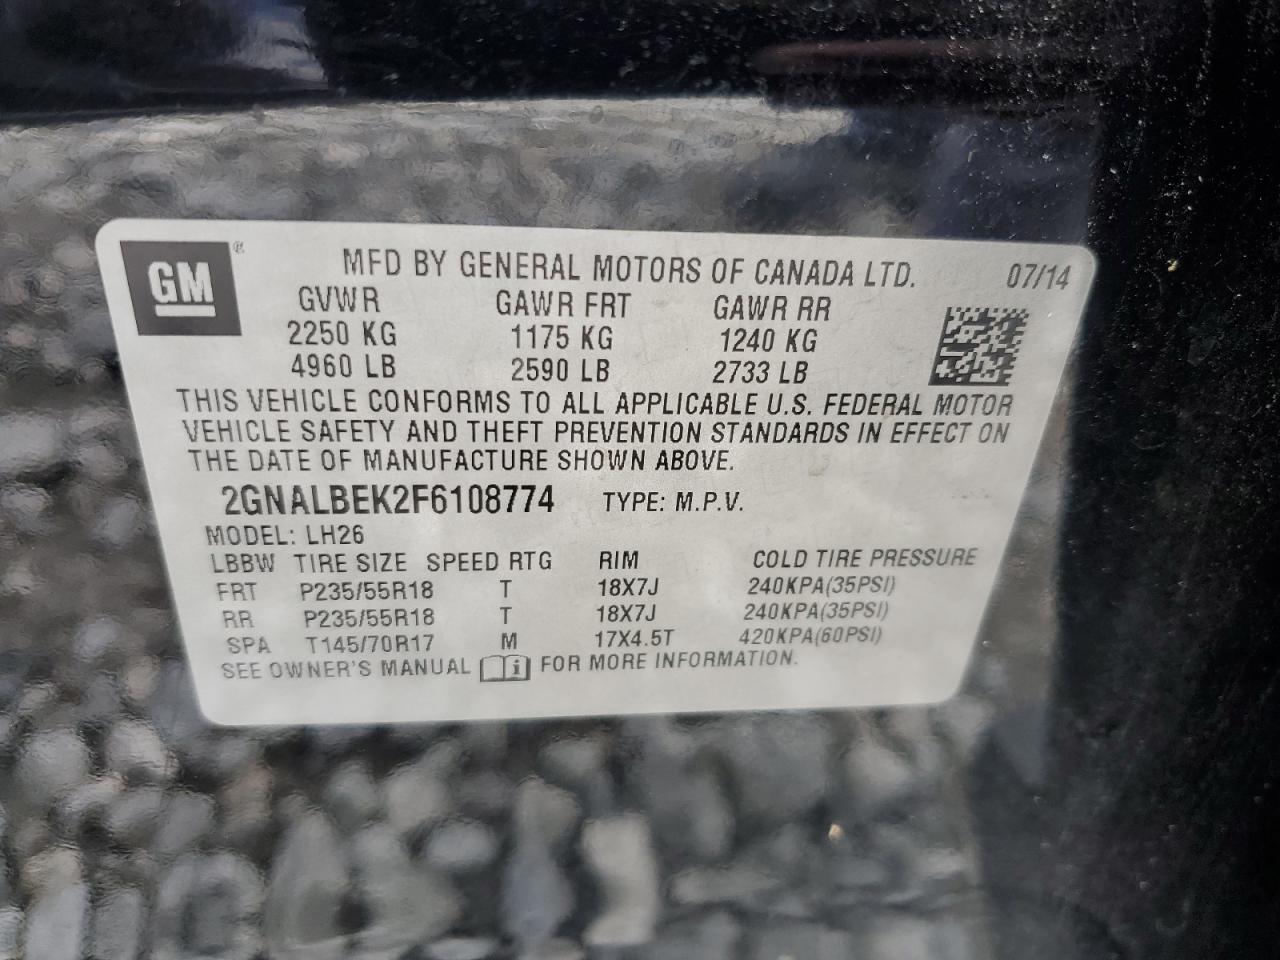 GM ®
MFD BY GENERAL MOTORS OF CANADA LTD. 07/14
GVWR GAWR FRT GAWR RR
2250 KG 1175 KG 1240 KG
4960 LB 2590 LB 2733 LB
THIS VEHICLE CONFORMS TO ALL APPLICABLE U.S. FEDERAL MOTOR
VEHICLE SAFETY AND THEFT PREVENTION STANDARDS IN EFFECT ON
THE DATE OF MANUFACTURE SHOWN ABOVE.
2GNALBEK2F6108774 TYPE: M.P.V.
MODEL: LH26
LBBW TIRE SIZE SPEED RTG RIM COLD TIRE PRESSURE
FRT P235/55R18 T 18X7J 240KPA(35PSI)
RR P235/55R18 T 18X7J 240KPA(35PSI)
SPA T145/70R17 M 17X4.5T 420KPA(60PSI)
SEE OWNER'S MANUAL i FOR MORE INFORMATION.